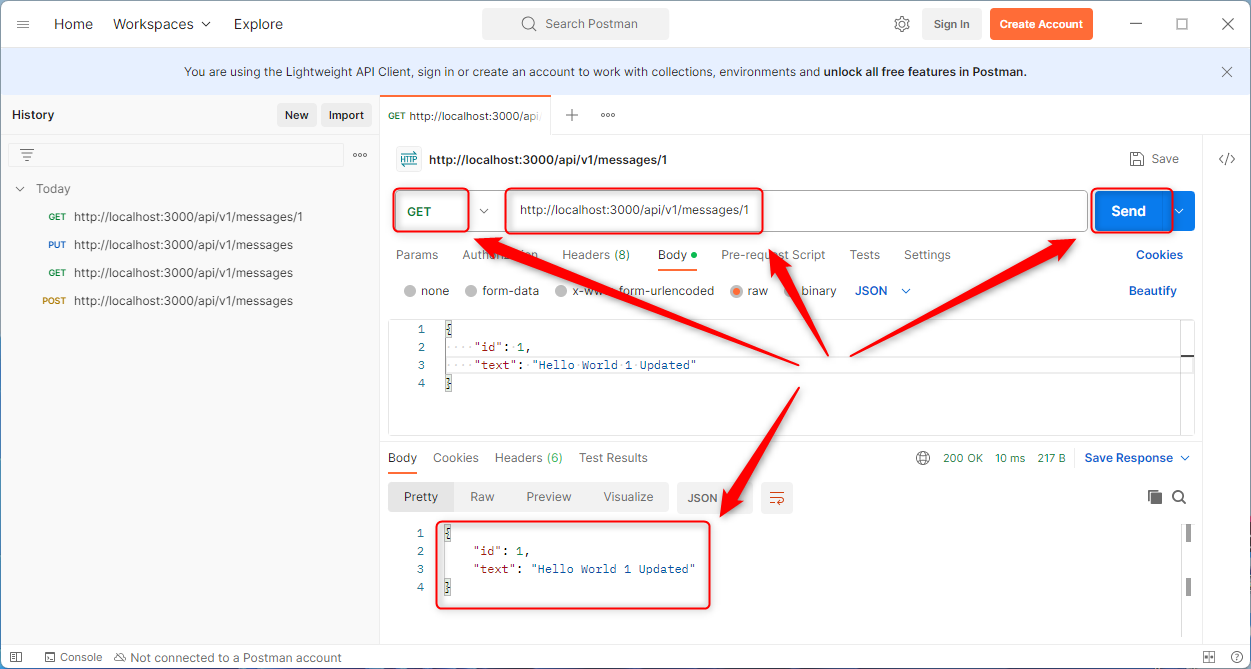 Home Workspaces Explore Search Postman Sign In Create Account
You are using the Lightweight API Client, sign in or create an account to work with collections, environments and unlock all free features in Postman.
History New Import
GET http://localhost:3000/api
HTTP http://localhost:3000/api/v1/messages/1 Save </>
Today
GET http://localhost:3000/api/v1/messages/1
PUT http://localhost:3000/api/v1/messages
GET http://localhost:3000/api/v1/messages
POST http://localhost:3000/api/v1/messages
GET http://localhost:3000/api/v1/messages/1 Send
Params Authorization Headers (8) Body Pre-request Script Tests Settings Cookies
none form-data x-www-form-urlencoded raw binary JSON Beautify
1 {
2 "id": 1,
3 "text": "Hello World 1 Updated"
4 }
Body Cookies Headers (6) Test Results 200 OK 10 ms 217 B Save Response
Pretty Raw Preview Visualize JSON
1 {
2 "id": 1,
3 "text": "Hello World 1 Updated"
4 }
Console Not connected to a Postman account